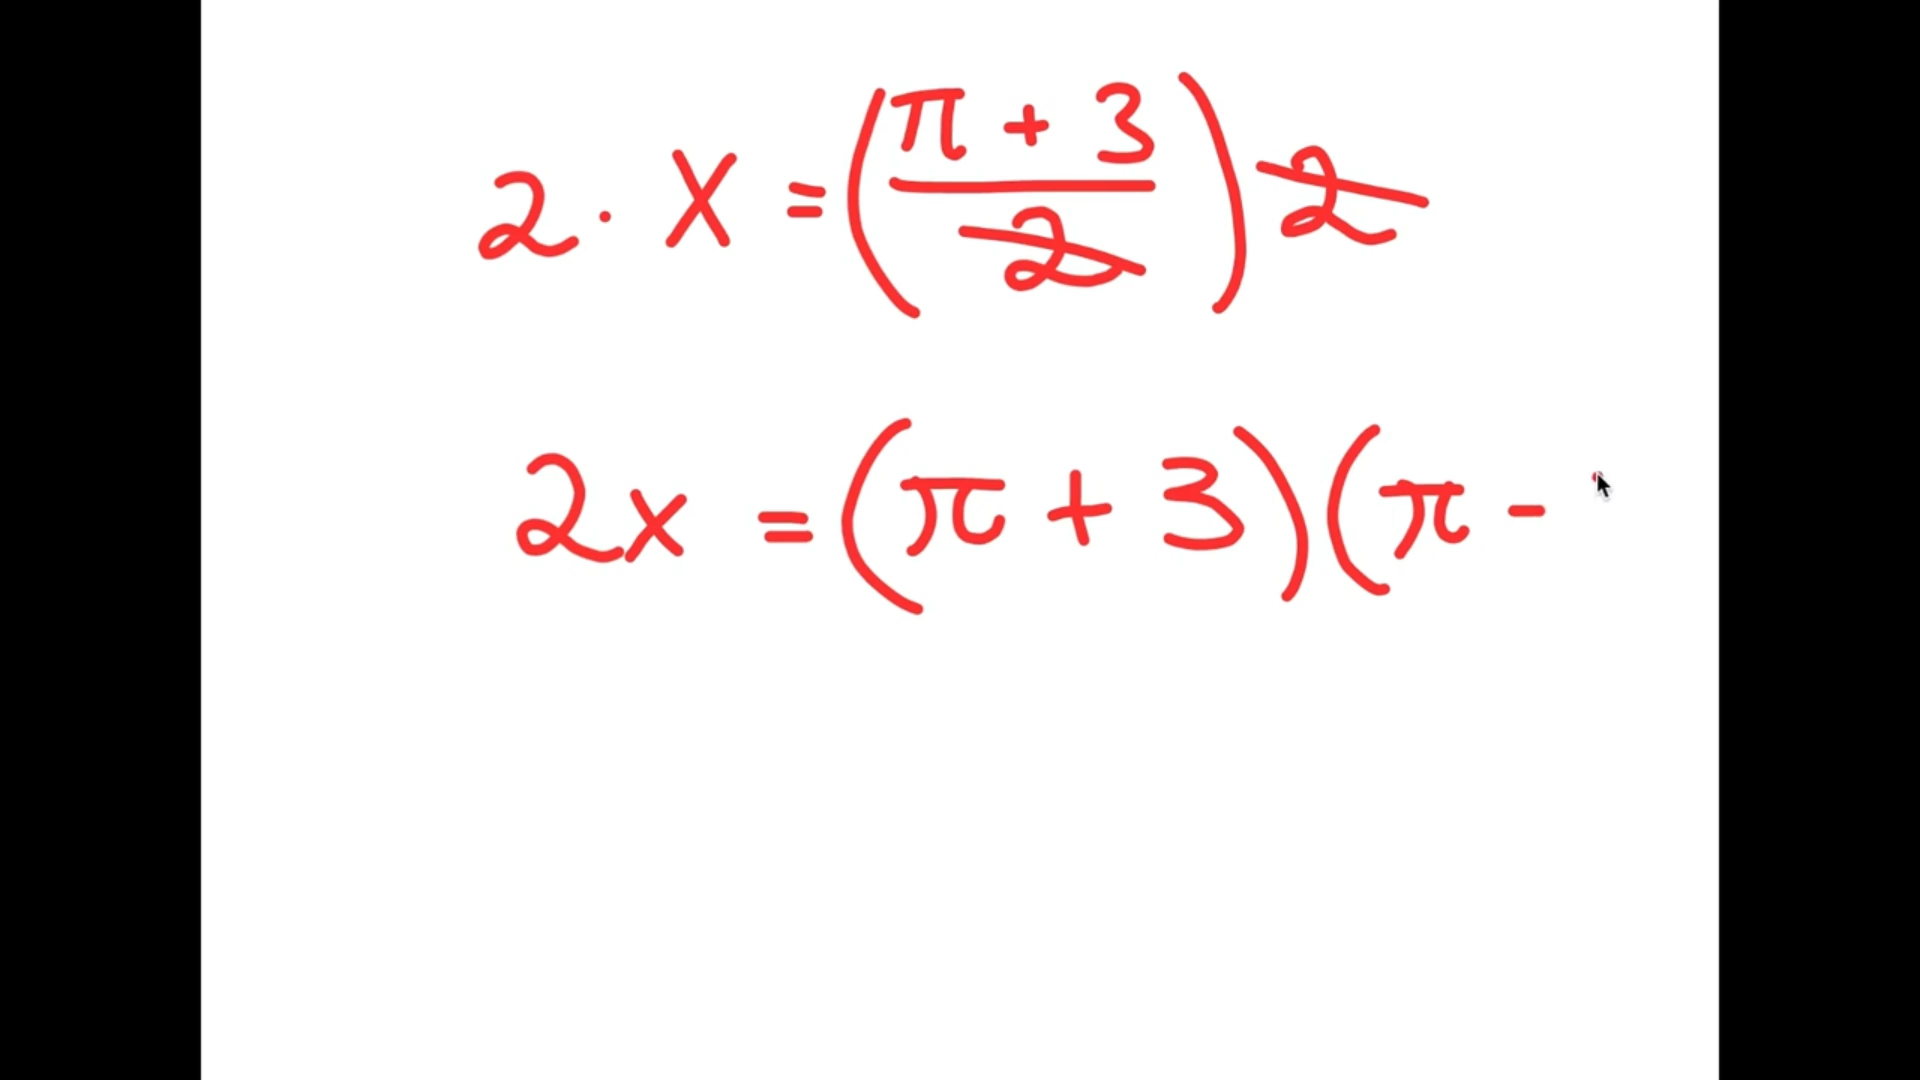 2 · X = (π + 3 / 2) 2
2x = (π + 3)(π -